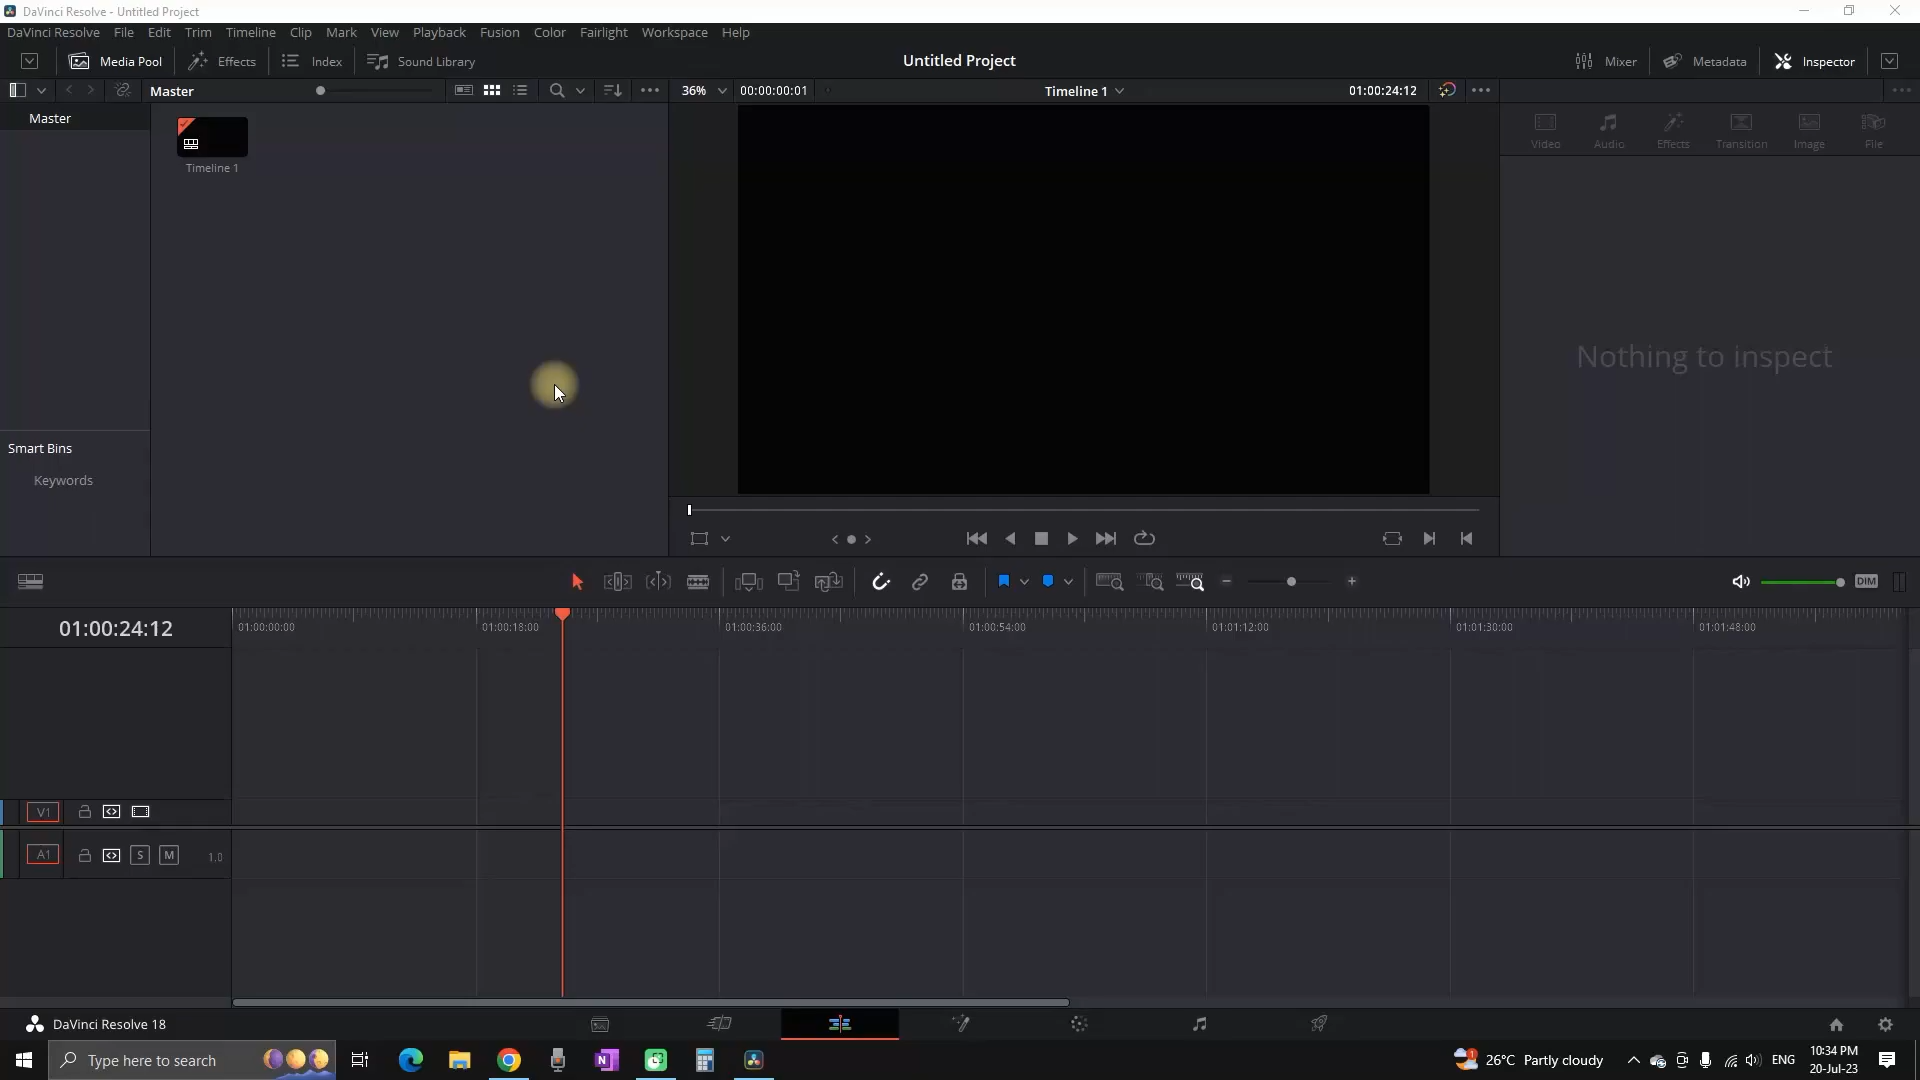 DaVinci Resolve - Untitled Project
DaVinci Resolve File Edit Trim Timeline Clip Mark View Playback Fusion Color Fairlight Workspace Help
Media Pool Effects Index Sound Library Untitled Project Mixer Metadata Inspector
Master 36% 00:00:00:01 Timeline 1 01:00:24:12
Master
Timeline 1
Video Audio Effects Transition Image File
Nothing to inspect
Smart Bins
Keywords
DIM
01:00:24:12
01:00:00:00 01:00:18:00 01:00:36:00 01:00:54:00 01:01:12:00 01:01:30:00 01:01:48:00
V1
A1 S M 1.0
DaVinci Resolve 18
Type here to search
N
1
26°C Partly cloudy
ENG
10:34 PM
20-Jul-23